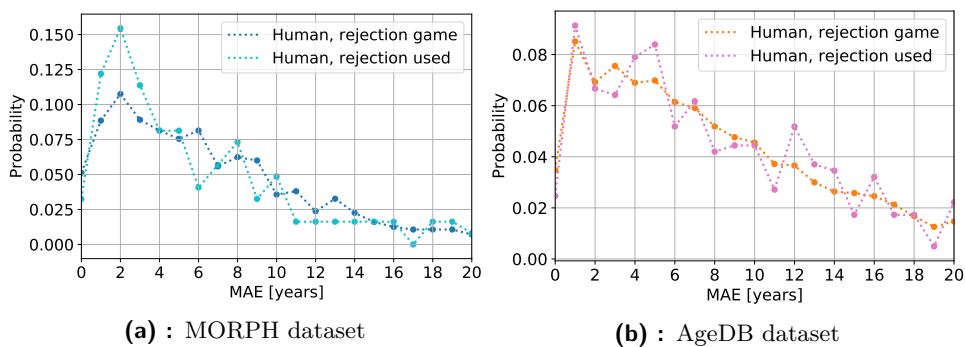 0.150
0.125
0.100
0.075
0.050
0.025
0.000
Probability
Human, rejection game
Human, rejection used
0 2 4 6 8 10 12 14 16 18 20
MAE [years]
(a) : MORPH dataset
0.08
0.06
0.04
0.02
0.00
Probability
Human, rejection game
Human, rejection used
0 2 4 6 8 10 12 14 16 18 20
MAE [years]
(b) : AgeDB dataset